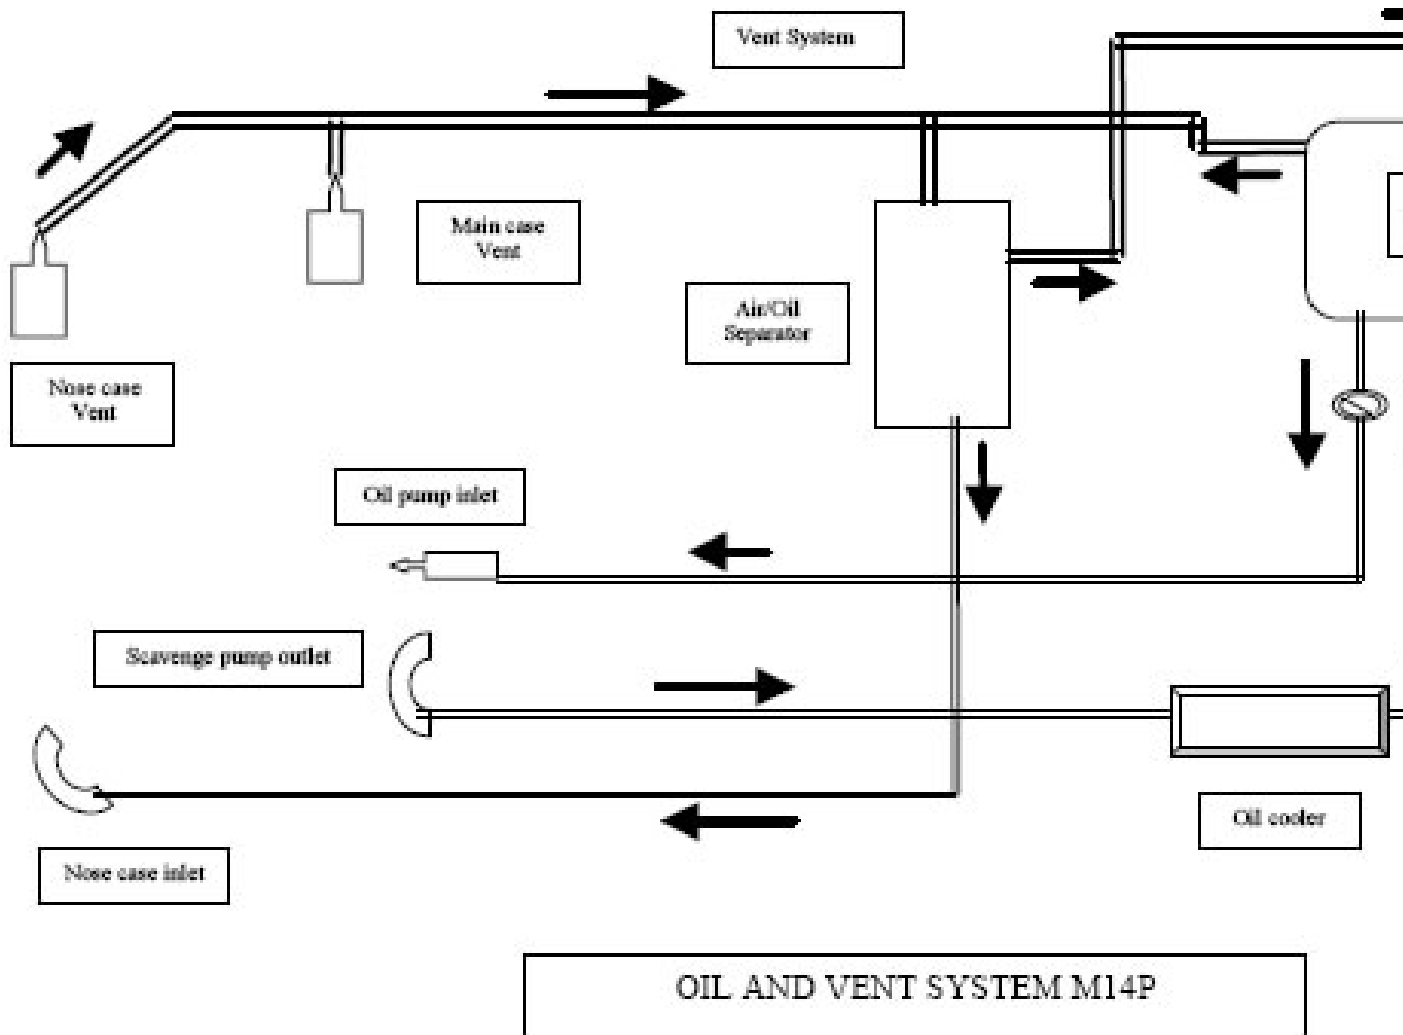 Vent System
Main case
Vent
Air/Oil
Separator
Nose case
Vent
Oil pump inlet
Scavenge pump outlet
Oil cooler
Nose case inlet
OIL AND VENT SYSTEM M14P